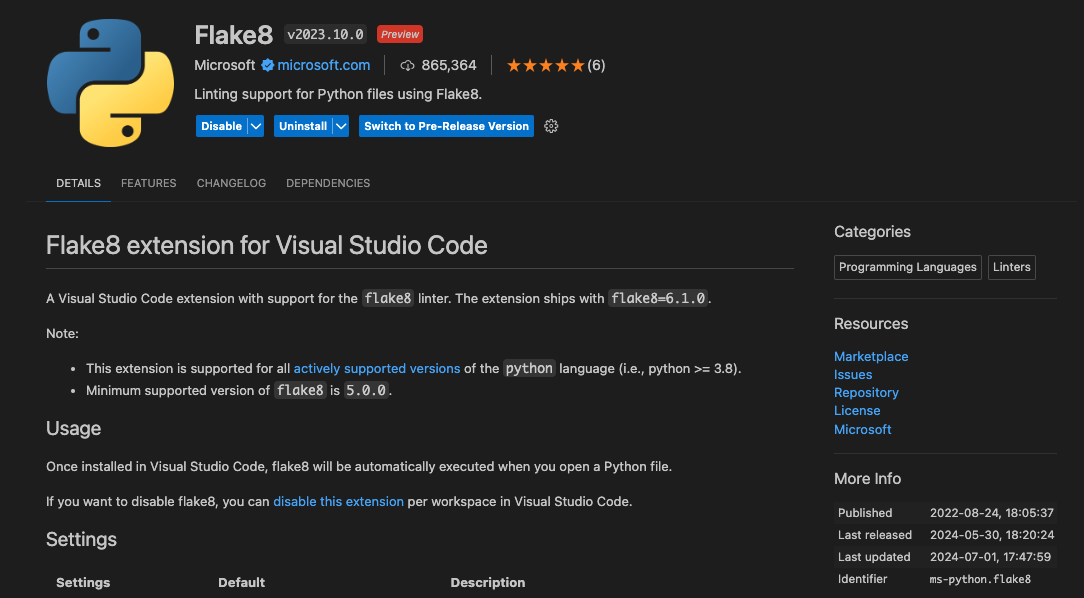 Flake8 v2023.10.0 Preview
Microsoft microsoft.com 865,364 (6)
Linting support for Python files using Flake8.
Disable Uninstall Switch to Pre-Release Version
DETAILS FEATURES CHANGELOG DEPENDENCIES
Flake8 extension for Visual Studio Code
A Visual Studio Code extension with support for the flake8 linter. The extension ships with flake8=6.1.0.
Note:
• This extension is supported for all actively supported versions of the python language (i.e., python >= 3.8).
• Minimum supported version of flake8 is 5.0.0.
Usage
Once installed in Visual Studio Code, flake8 will be automatically executed when you open a Python file.
If you want to disable flake8, you can disable this extension per workspace in Visual Studio Code.
Settings
Settings Default Description
Categories
Programming Languages Linters
Resources
Marketplace
Issues
Repository
License
Microsoft
More Info
Published 2022-08-24, 18:05:37
Last released 2024-05-30, 18:20:24
Last updated 2024-07-01, 17:47:59
Identifier ms-python.flake8